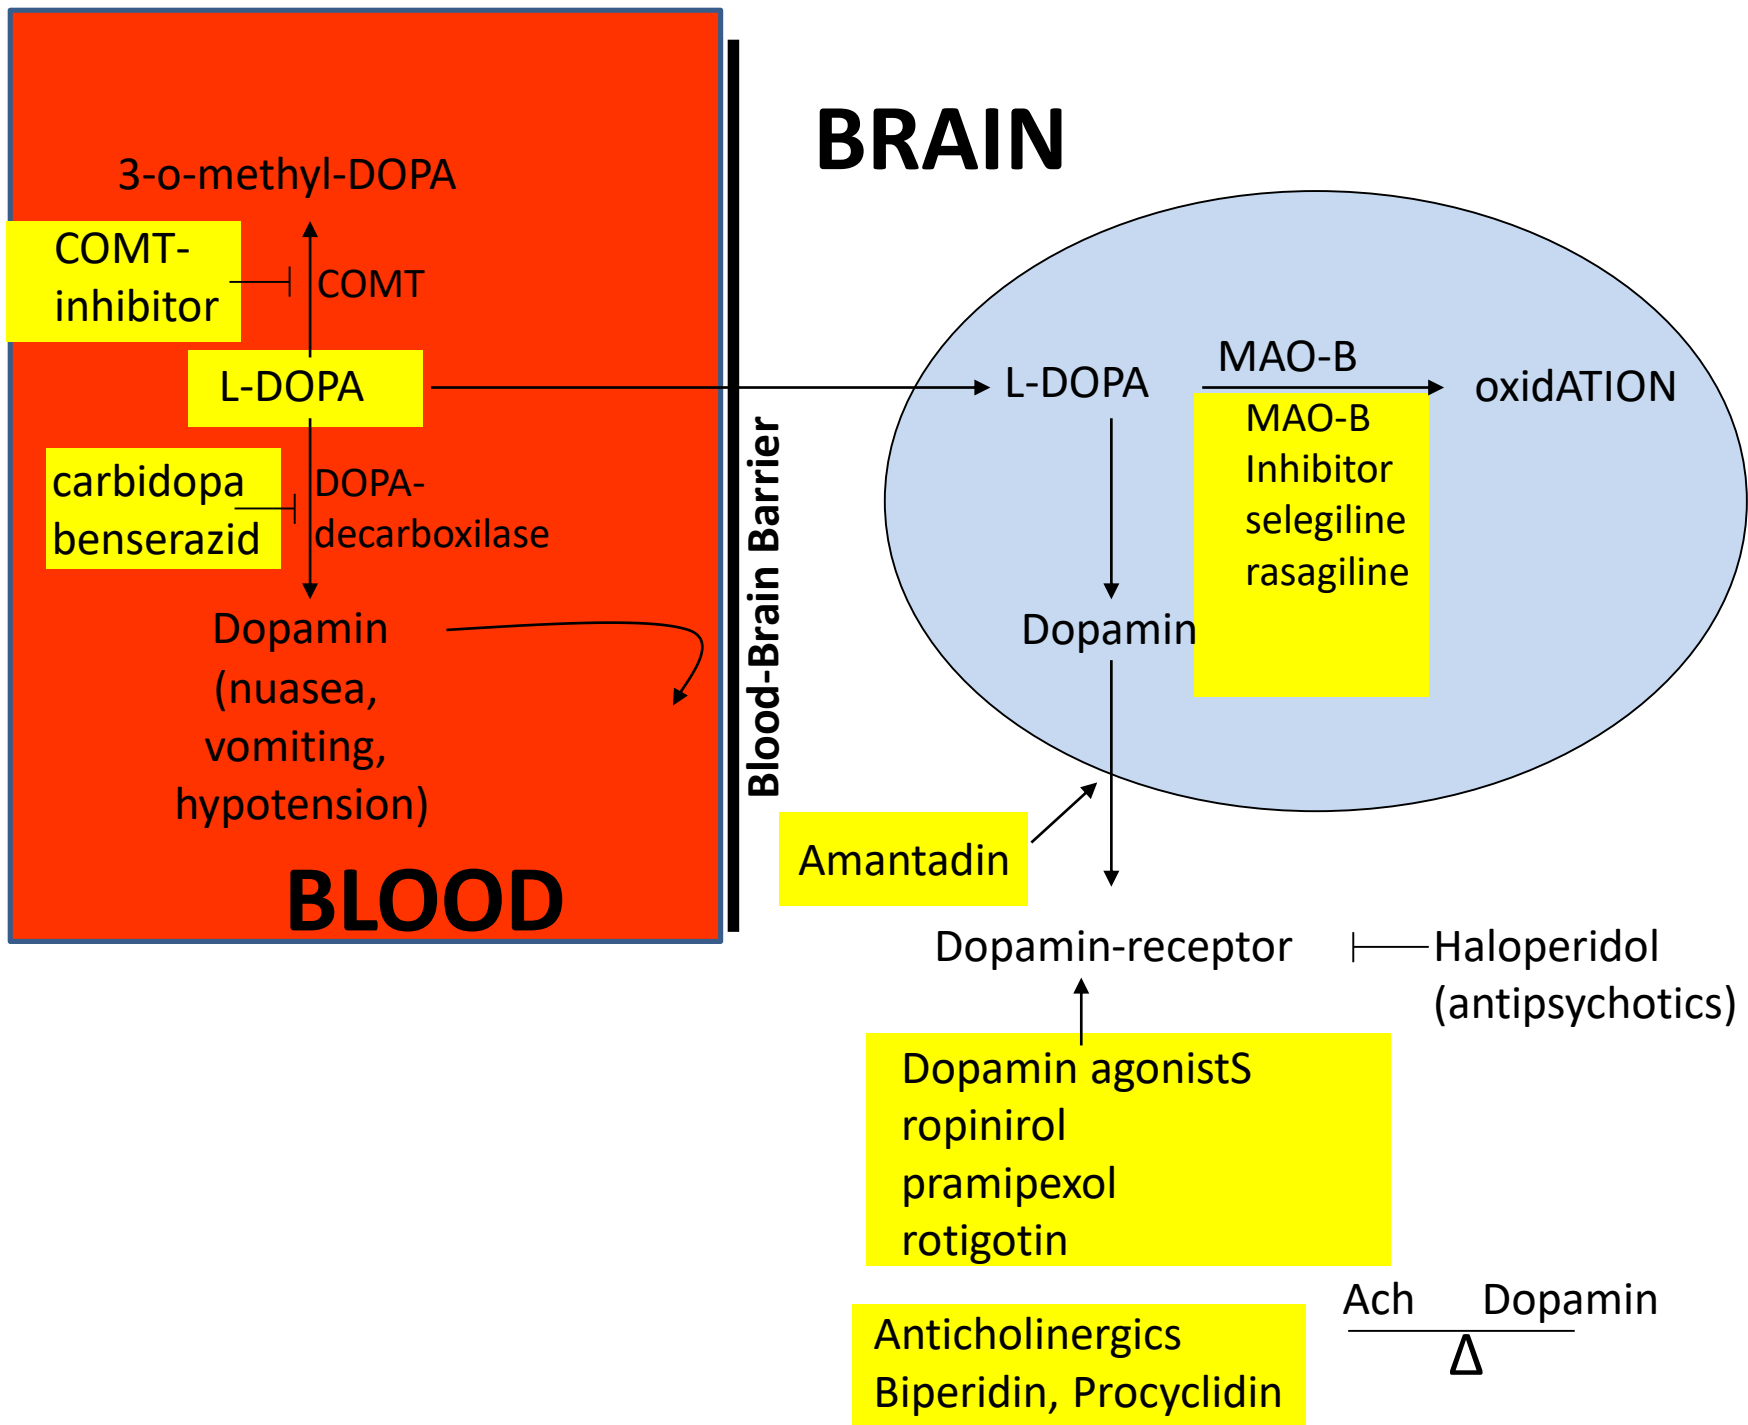 BRAIN
3-o-methyl-DOPA
COMT-
inhibitor
COMT
L-DOPA
carbidopa
benserazid
DOPA-
decarboxilase
Dopamin
(nuasea,
vomiting,
hypotension)
BLOOD
Blood-Brain Barrier
L-DOPA
MAO-B
oxidATION
MAO-B
Inhibitor
selegiline
rasagiline
Dopamin
Amantadin
Dopamin-receptor
Haloperidol
(antipsychotics)
Dopamin agonistS
ropinirol
pramipexol
rotigotin
Anticholinergics
Biperidin, Procyclidin
Ach Dopamin
Δ